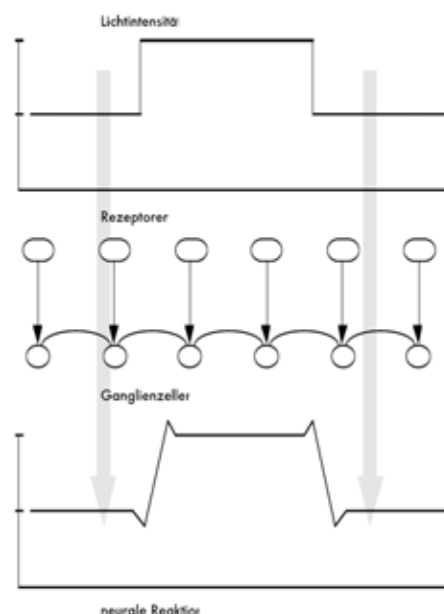 Lichtintensität
Rezeptorer
Ganglienzeller
neurale Reaktion